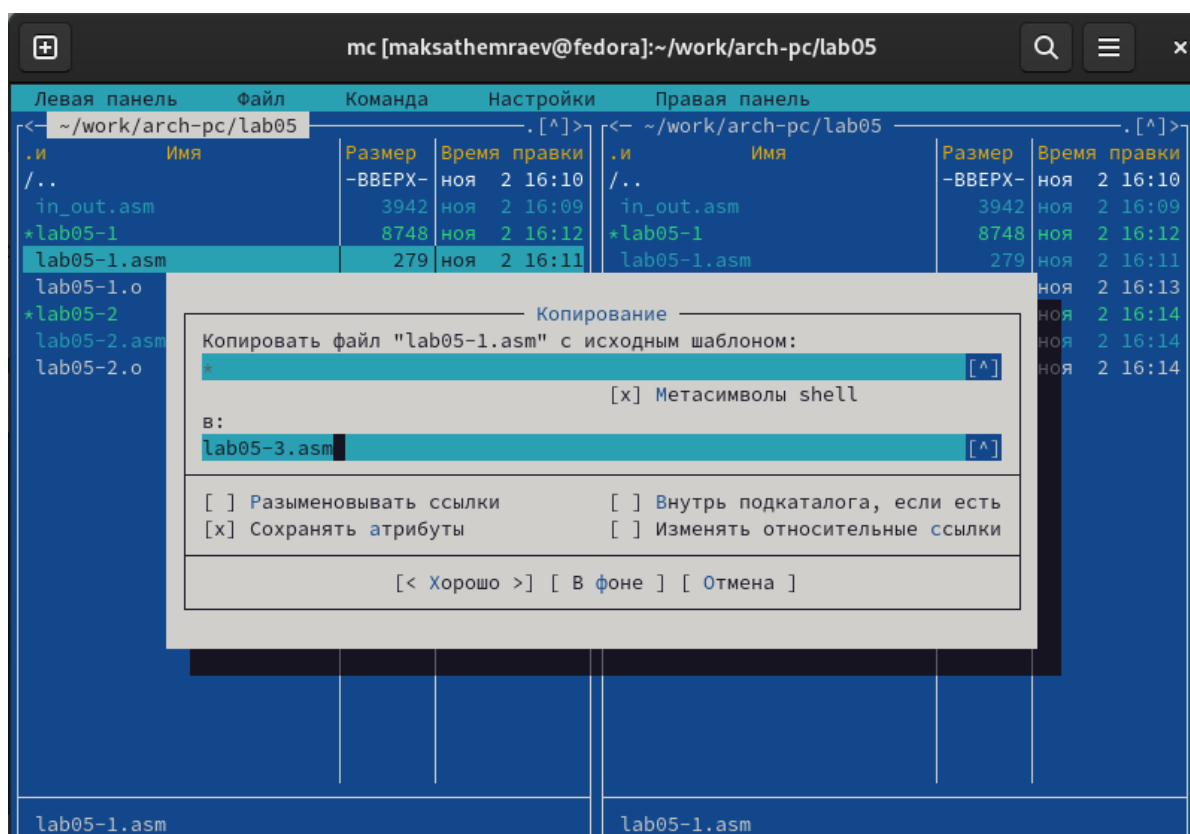 mc [maksathemraev@fedora]:~/work/arch-pc/lab05
Левая панель Файл Команда Настройки Правая панель
<- ~/work/arch-pc/lab05 .[^]> <- ~/work/arch-pc/lab05 .[^]>
.и Имя Размер Время правки .и Имя Размер Время правки
/.. -ВВЕРХ- ноя 2 16:10 /.. -ВВЕРХ- ноя 2 16:10
in_out.asm 3942 ноя 2 16:09 in_out.asm 3942 ноя 2 16:09
*lab05-1 8748 ноя 2 16:12 *lab05-1 8748 ноя 2 16:12
lab05-1.asm 279 ноя 2 16:11 lab05-1.asm 279 ноя 2 16:11
lab05-1.o ноя 2 16:13
*lab05-2 Копирование ноя 2 16:14
lab05-2.asm Копировать файл "lab05-1.asm" с исходным шаблоном: ноя 2 16:14
lab05-2.o * [^] ноя 2 16:14
[x] Метасимволы shell
в:
lab05-3.asm [^]
[ ] Разыменовывать ссылки [ ] Внутрь подкаталога, если есть
[x] Сохранять атрибуты [ ] Изменять относительные ссылки
[< Хорошо >] [ В фоне ] [ Отмена ]
lab05-1.asm lab05-1.asm